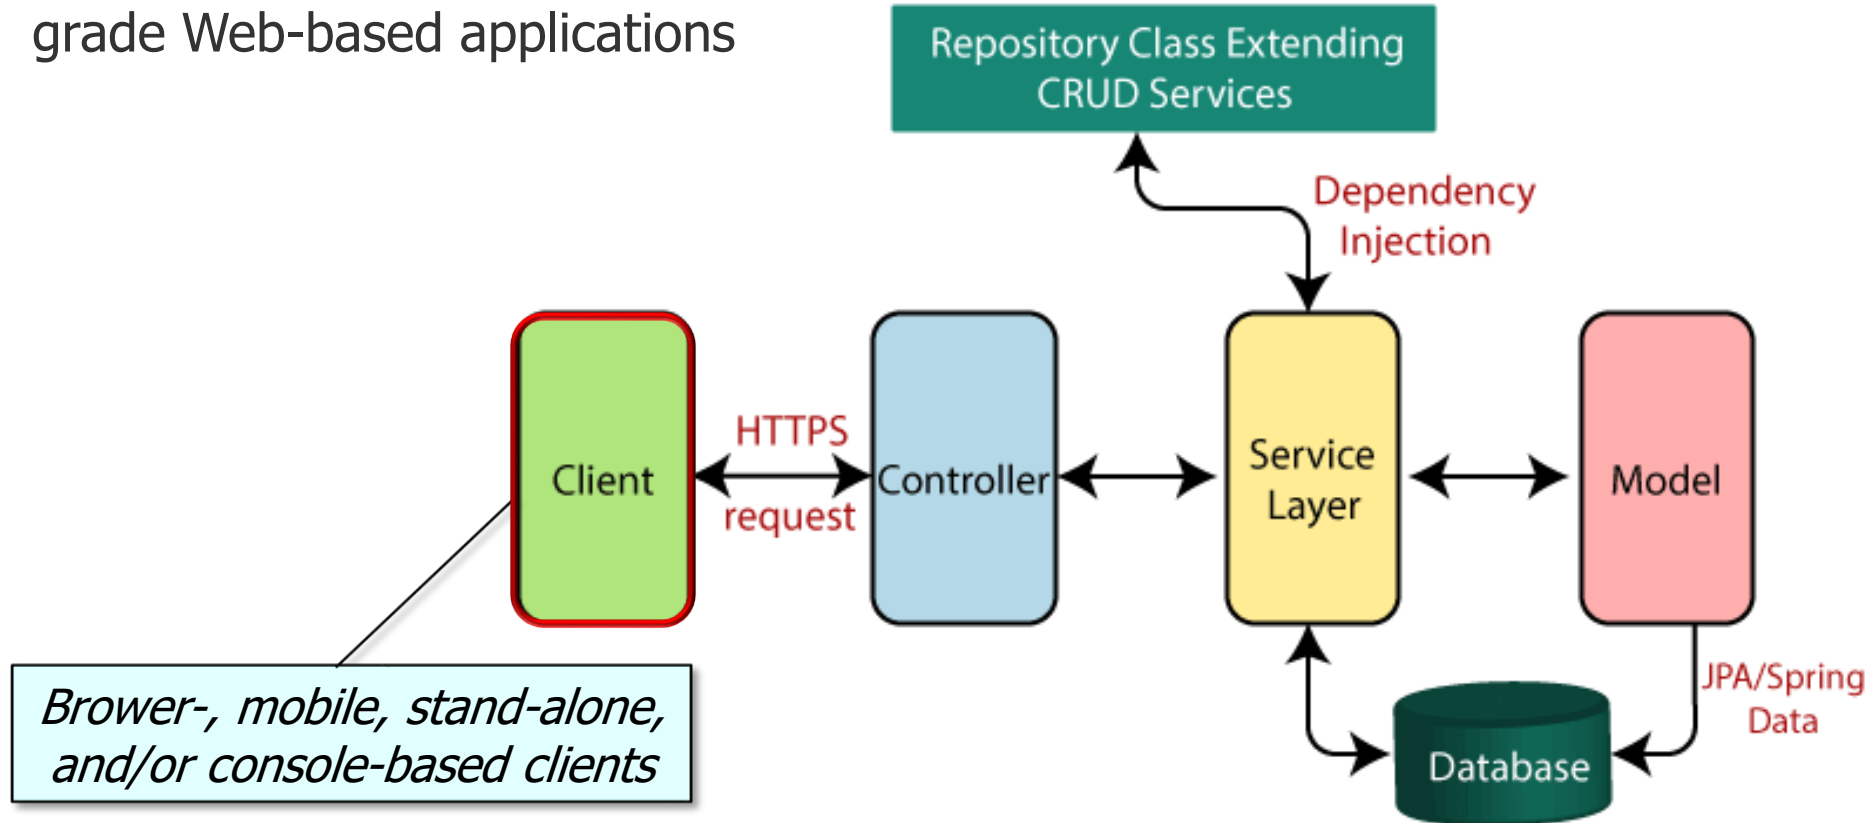 grade Web-based applications
Repository Class Extending
CRUD Services
Dependency
Injection
HTTPS
request
Client
Controller
Service
Layer
Model
Brower-, mobile, stand-alone,
and/or console-based clients
JPA/Spring
Data
Database